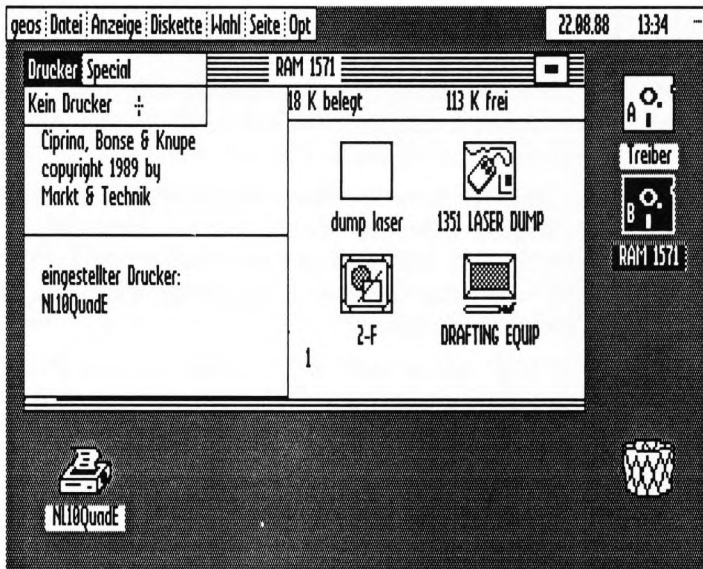 geos Datei Anzeige Diskette Wahl Seite Opt 22.08.88 13:34
Drucker Special RAM 1571
Kein Drucker
18 K belegt 113 K frei
Ciprina, Bonse & Knupe
copyright 1989 by
Markt & Technik
eingestellter Drucker:
NL10QuadE
dump laser 1351 LASER DUMP
2-F DRAFTING EQUIP
1
A
Treiber
B
RAM 1571
NL10QuadE